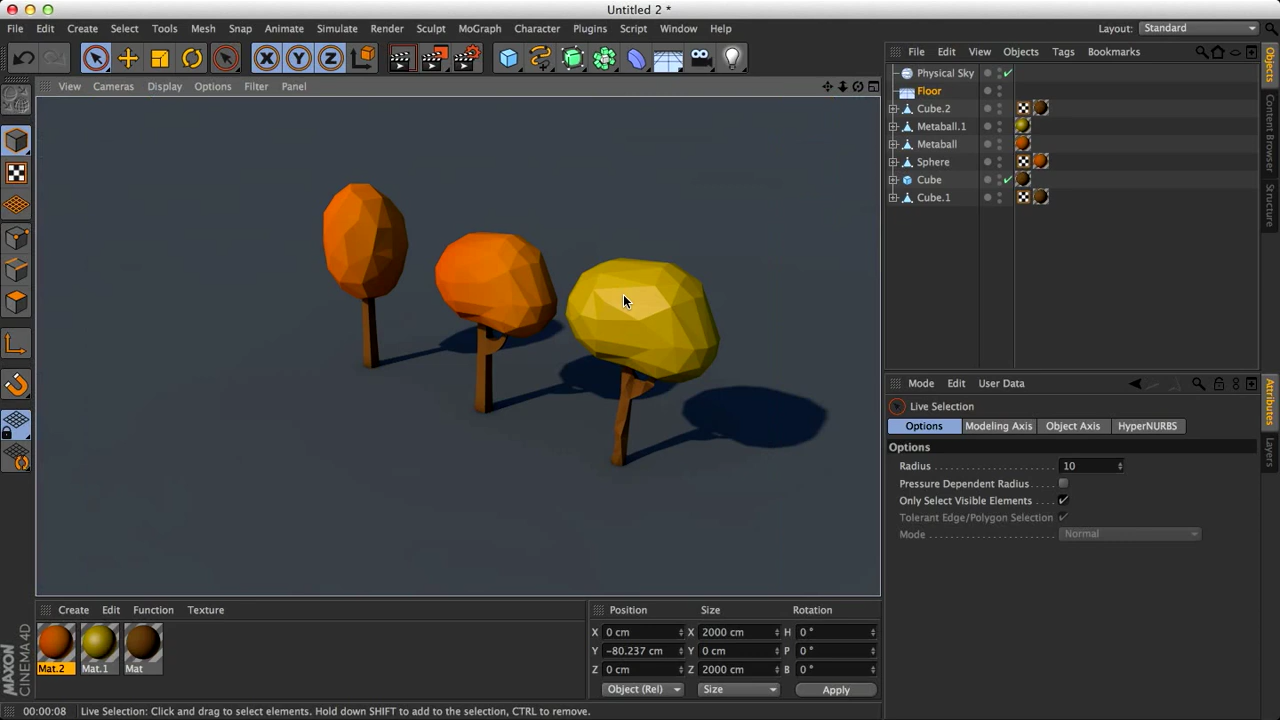 Untitled 2 *
File Edit Create Select Tools Mesh Snap Animate Simulate Render Sculpt MoGraph Character Plugins Script Window Help
Layout: Standard
X Y Z
File Edit View Objects Tags Bookmarks
View Cameras Display Options Filter Panel
Physical Sky
Floor
Cube.2
Metaball.1
Metaball
Sphere
Cube
Cube.1
Objects
Content Browser
Structure
Mode Edit User Data
Live Selection
Options Modeling Axis Object Axis HyperNURBS
Options
Radius 10
Pressure Dependent Radius
Only Select Visible Elements
Tolerant Edge/Polygon Selection
Mode Normal
Attributes
Layers
Create Edit Function Texture
Mat.2 Mat.1 Mat
Position Size Rotation
X 0 cm X 2000 cm H 0 °
Y -80.237 cm Y 0 cm P 0 °
Z 0 cm Z 2000 cm B 0 °
Object (Rel) Size Apply
MAXON CINEMA 4D
00:00:08 Live Selection: Click and drag to select elements. Hold down SHIFT to add to the selection, CTRL to remove.